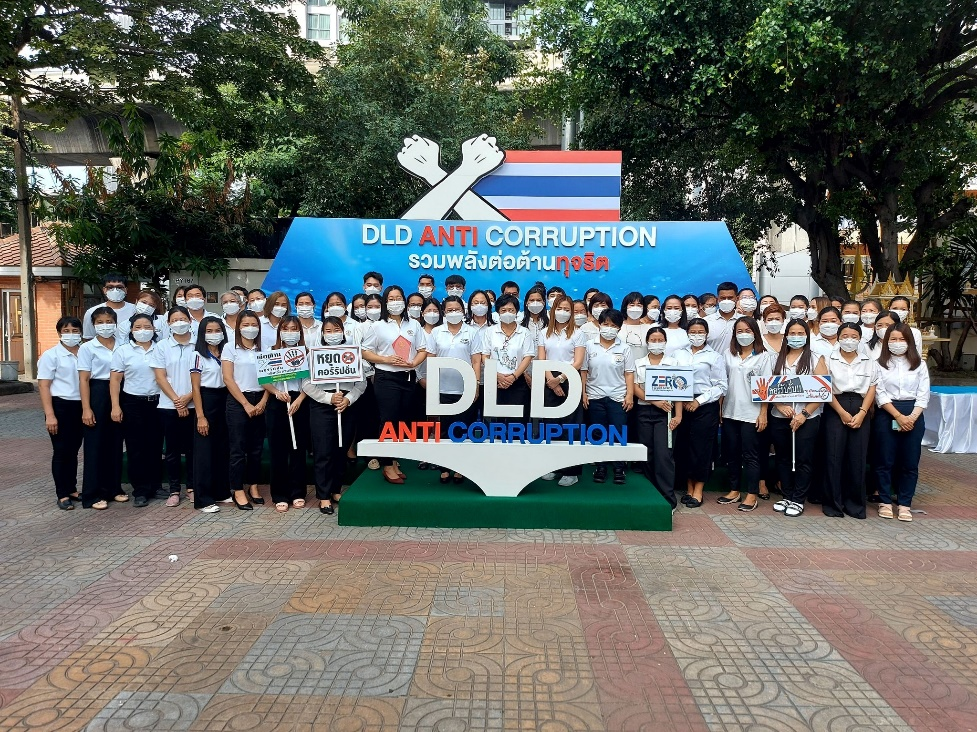 DLD ANTI CORRUPTION
รวมพลังต่อต้านทุจริต
หยุด
คอร์รัปชัน
ZERO
DLD
ANTI CORRUPTION